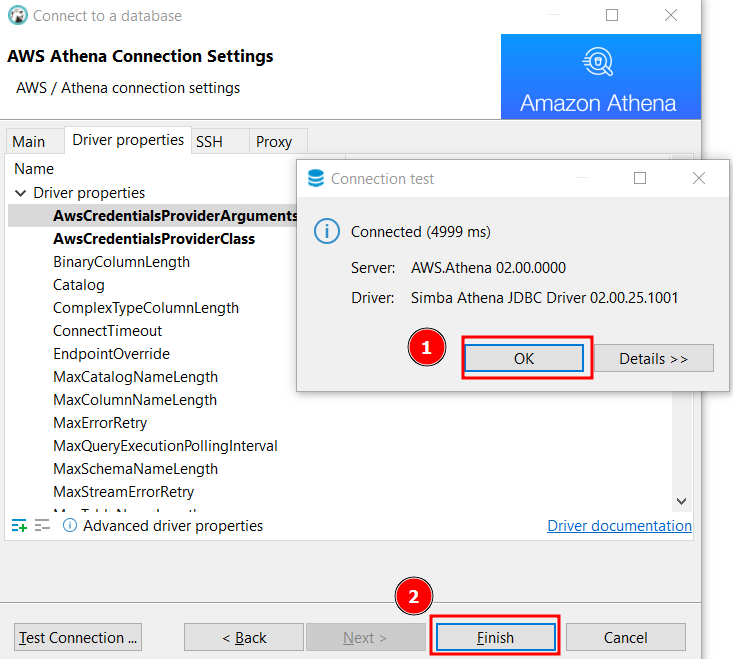 Connect to a database
AWS Athena Connection Settings
AWS / Athena connection settings
Amazon Athena
Main Driver properties SSH Proxy
Name
Driver properties
AwsCredentialsProviderArguments
AwsCredentialsProviderClass
BinaryColumnLength
Catalog
ComplexTypeColumnLength
ConnectTimeout
EndpointOverride
MaxCatalogNameLength
MaxColumnNameLength
MaxErrorRetry
MaxQueryExecutionPollingInterval
MaxSchemaNameLength
MaxStreamErrorRetry
Advanced driver properties
Driver documentation
Connection test
Connected (4999 ms)
Server: AWS.Athena 02.00.0000
Driver: Simba Athena JDBC Driver 02.00.25.1001
1
OK Details >>
2
Test Connection ... < Back Next > Finish Cancel